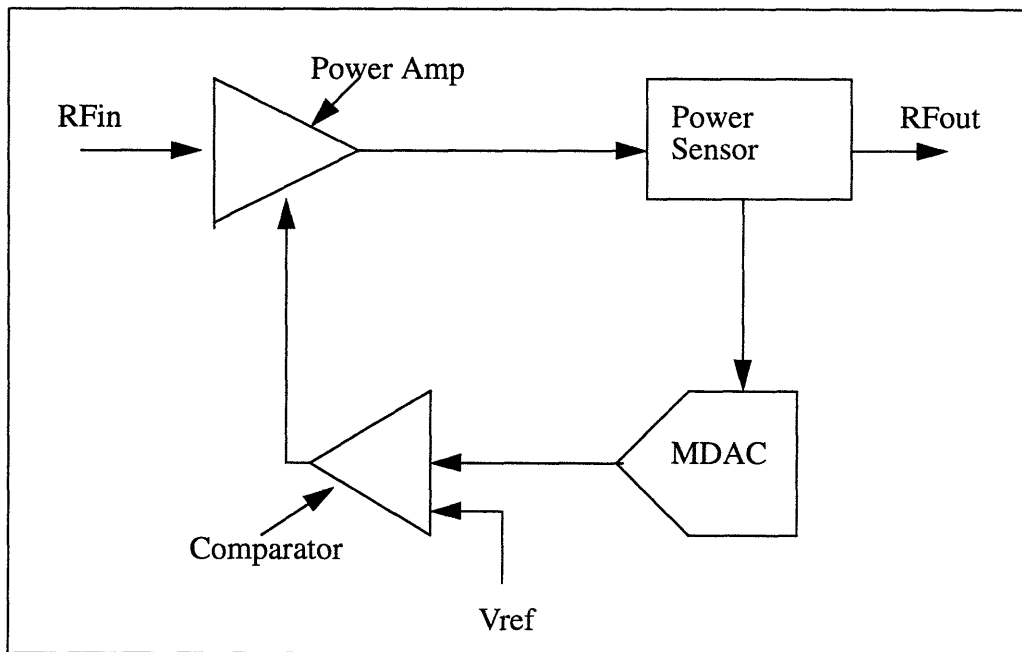 Power Amp
RFin
Power
Sensor
RFout
MDAC
Comparator
Vref